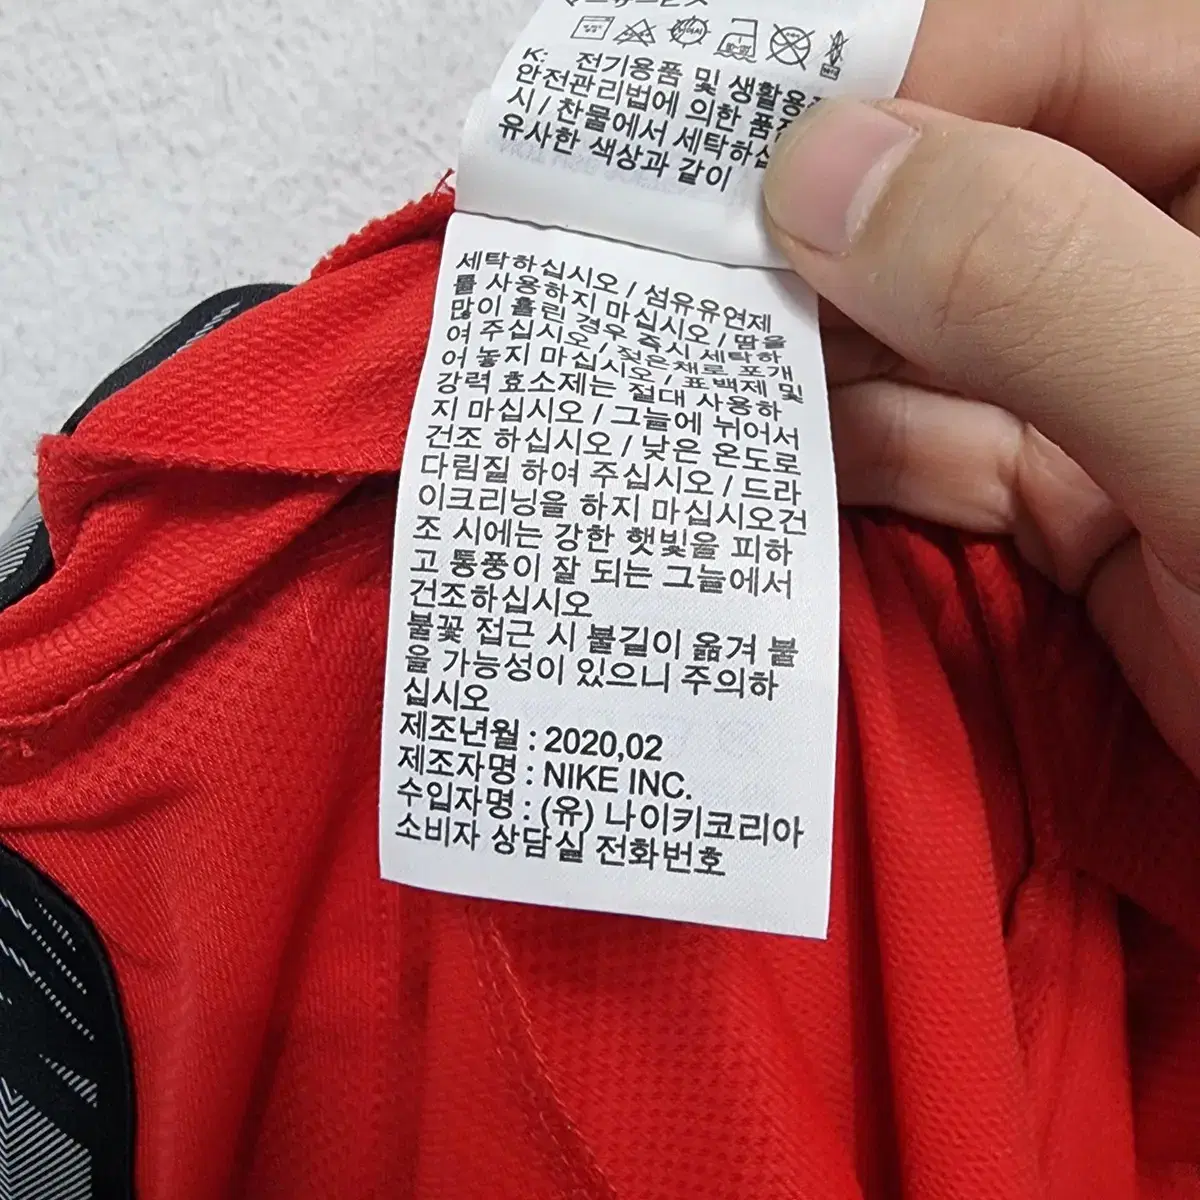 K: 전기용품 및 생활용
안전관리법에 의한 품
시 / 찬물에서 세탁하십
유사한 색상과 같이
세탁하십시오 / 섬유유연제
를 사용하지 마십시오 / 땀을
많이 흘린 경우 즉시 세탁하
여 주십시오 / 젖은채로 포개
어 놓지 마십시오 / 표백제 및
강력 효소제는 절대 사용하
지 마십시오 / 그늘에 뉘어서
건조 하십시오 / 낮은 온도로
다림질 하여 주십시오 / 드라
이크리닝을 하지 마십시오건
조 시에는 강한 햇빛을 피하
고 통풍이 잘 되는 그늘에서
건조하십시오
불꽃 접근 시 불길이 옮겨 붙
을 가능성이 있으니 주의하
십시오
제조년월 : 2020,02
제조자명 : NIKE INC.
수입자명 : (유) 나이키코리아
소비자 상담실 전화번호